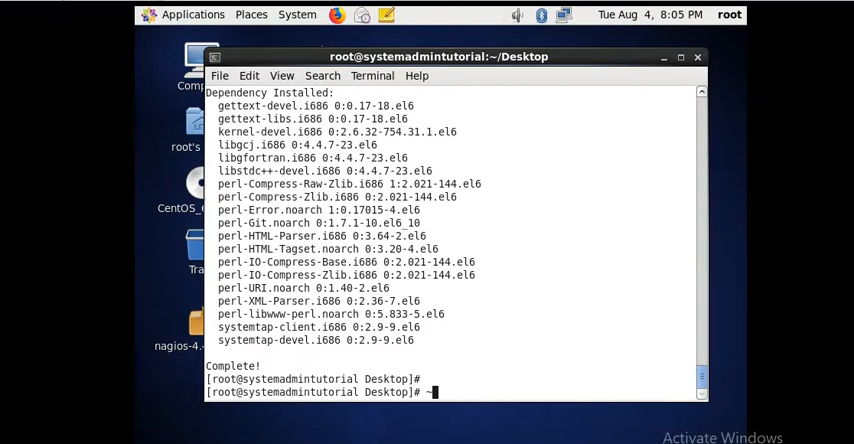 Applications Places System Tue Aug 4, 8:05 PM root
root@systemadmintutorial:~/Desktop
File Edit View Search Terminal Help
Dependency Installed:
gettext-devel.i686 0:0.17-18.el6
gettext-libs.i686 0:0.17-18.el6
kernel-devel.i686 0:2.6.32-754.31.1.el6
libgcj.i686 0:4.4.7-23.el6
libgfortran.i686 0:4.4.7-23.el6
libstdc++-devel.i686 0:4.4.7-23.el6
perl-Compress-Raw-Zlib.i686 1:2.021-144.el6
perl-Compress-Zlib.i686 0:2.021-144.el6
perl-Error.noarch 1:0.17015-4.el6
perl-Git.noarch 0:1.7.1-10.el6_10
perl-HTML-Parser.i686 0:3.64-2.el6
perl-HTML-Tagset.noarch 0:3.20-4.el6
perl-IO-Compress-Base.i686 0:2.021-144.el6
perl-IO-Compress-Zlib.i686 0:2.021-144.el6
perl-URI.noarch 0:1.40-2.el6
perl-XML-Parser.i686 0:2.36-7.el6
perl-libwww-perl.noarch 0:5.833-5.el6
systemtap-client.i686 0:2.9-9.el6
systemtap-devel.i686 0:2.9-9.el6
Complete!
[root@systemadmintutorial Desktop]#
[root@systemadmintutorial Desktop]# ~
Comp
root's
CentOS_6
Tra
nagios-4.
Activate Windows